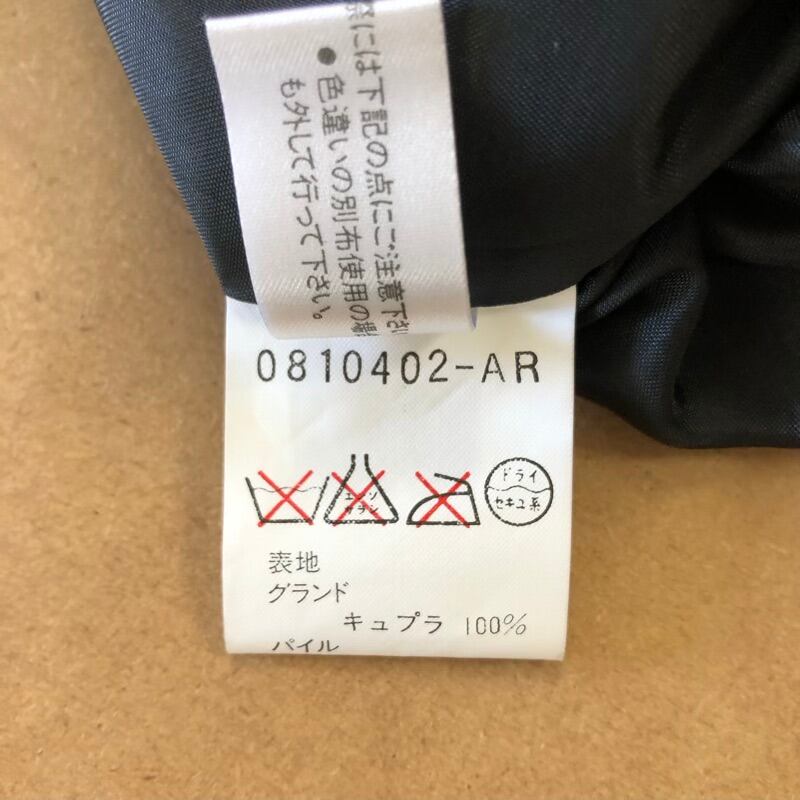 際には下記の点にご注意下さい
●色違いの別布使用の場
も外して行って下さい。
0810402-AR
エンソ
サラシ
ドライ
セキユ系
表地
グランド
キュプラ 100%
パイル